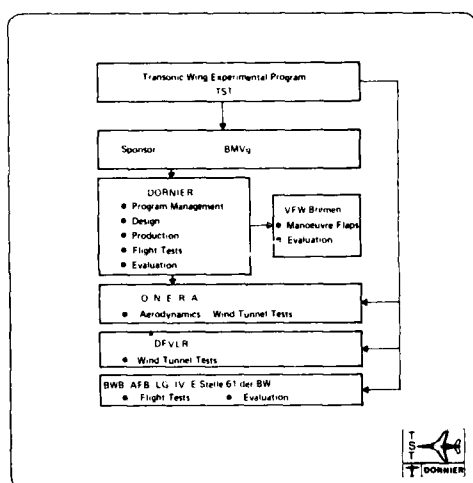 Transonic Wing Experimental Program
TST
Sponsor BMVg
DORNIER
• Program Management
• Design
• Production
• Flight Tests
• Evaluation
VFW Bremen
• Manoeuvre Flaps
• Evaluation
O N E R A
• Aerodynamics Wind Tunnel Tests
DFVLR
• Wind Tunnel Tests
BWB AFB LG IV E Stelle 61 der BW
• Flight Tests • Evaluation
T
S
T
DORNIER